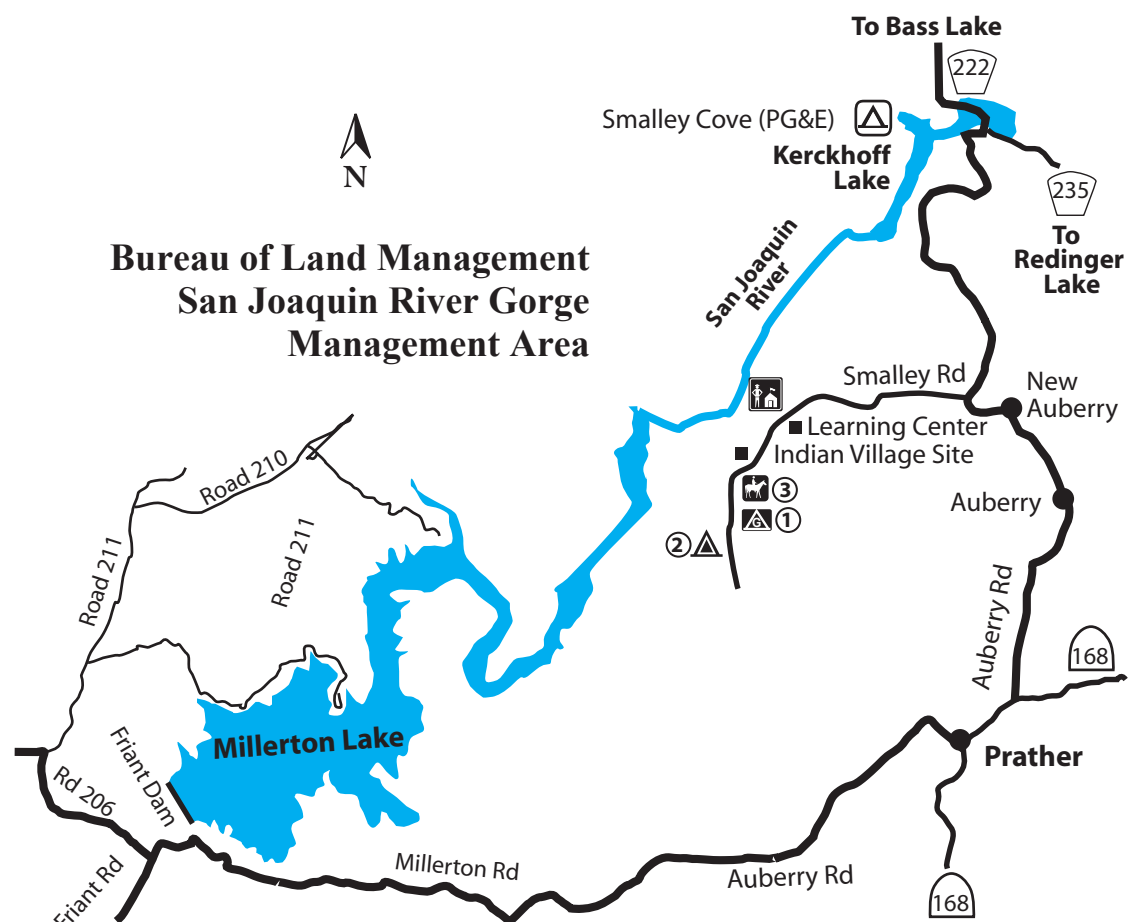 To Bass Lake
222
Smalley Cove (PG&E)
Kerckhoff
Lake
235
To
Redinger
Lake
N
Bureau of Land Management
San Joaquin River Gorge
Management Area
San Joaquin
River
Smalley Rd
New
Auberry
Learning Center
Indian Village Site
3
G
1
2
Auberry
Road 210
Road 211
Road 211
Auberry Rd
168
Millerton Lake
Friant Dam
Prather
Rd 206
Millerton Rd
Auberry Rd
168
Friant Rd